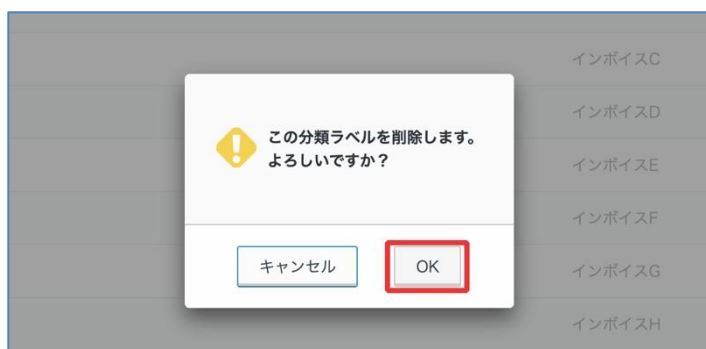 インボイスC
インボイスD
この分類ラベルを削除します。
よろしいですか？
インボイスE
インボイスF
キャンセル
OK
インボイスG
インボイスH